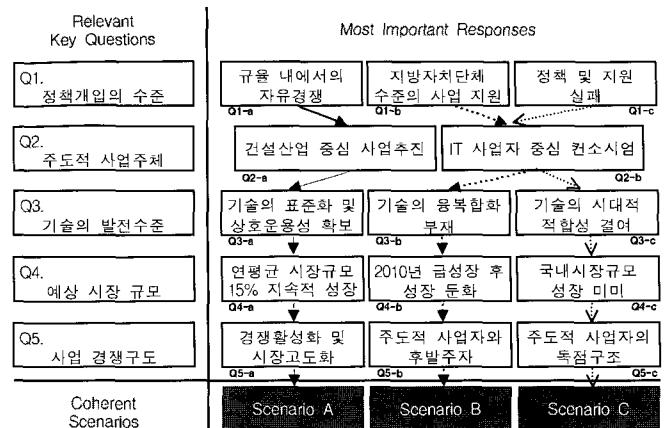 Relevant
Key Questions
Most Important Responses
Q1.
정책개입의 수준
규율 내에서의
자유경쟁
Q1-a
지방자치단체
수준의 사업 지원
Q1-b
정책 및 지원
실패
Q1-c
Q2.
주도적 사업주체
건설산업 중심 사업추진
Q2-a
IT 사업자 중심 컨소시엄
Q2-b
Q3.
기술의 발전수준
기술의 표준화 및
상호운용성 확보
Q3-a
기술의 융복합화
부재
Q3-b
기술의 시대적
적합성 결여
Q3-c
Q4.
예상 시장 규모
연평균 시장규모
15% 지속적 성장
Q4-a
2010년 급성장 후
성장 둔화
Q4-b
국내시장규모
성장 미미
Q4-c
Q5.
사업 경쟁구도
경쟁활성화 및
시장고도화
Q5-a
주도적 사업자와
후발주자
Q5-b
주도적 사업자의
독점구조
Q5-c
Coherent
Scenarios
Scenario A
Scenario B
Scenario C